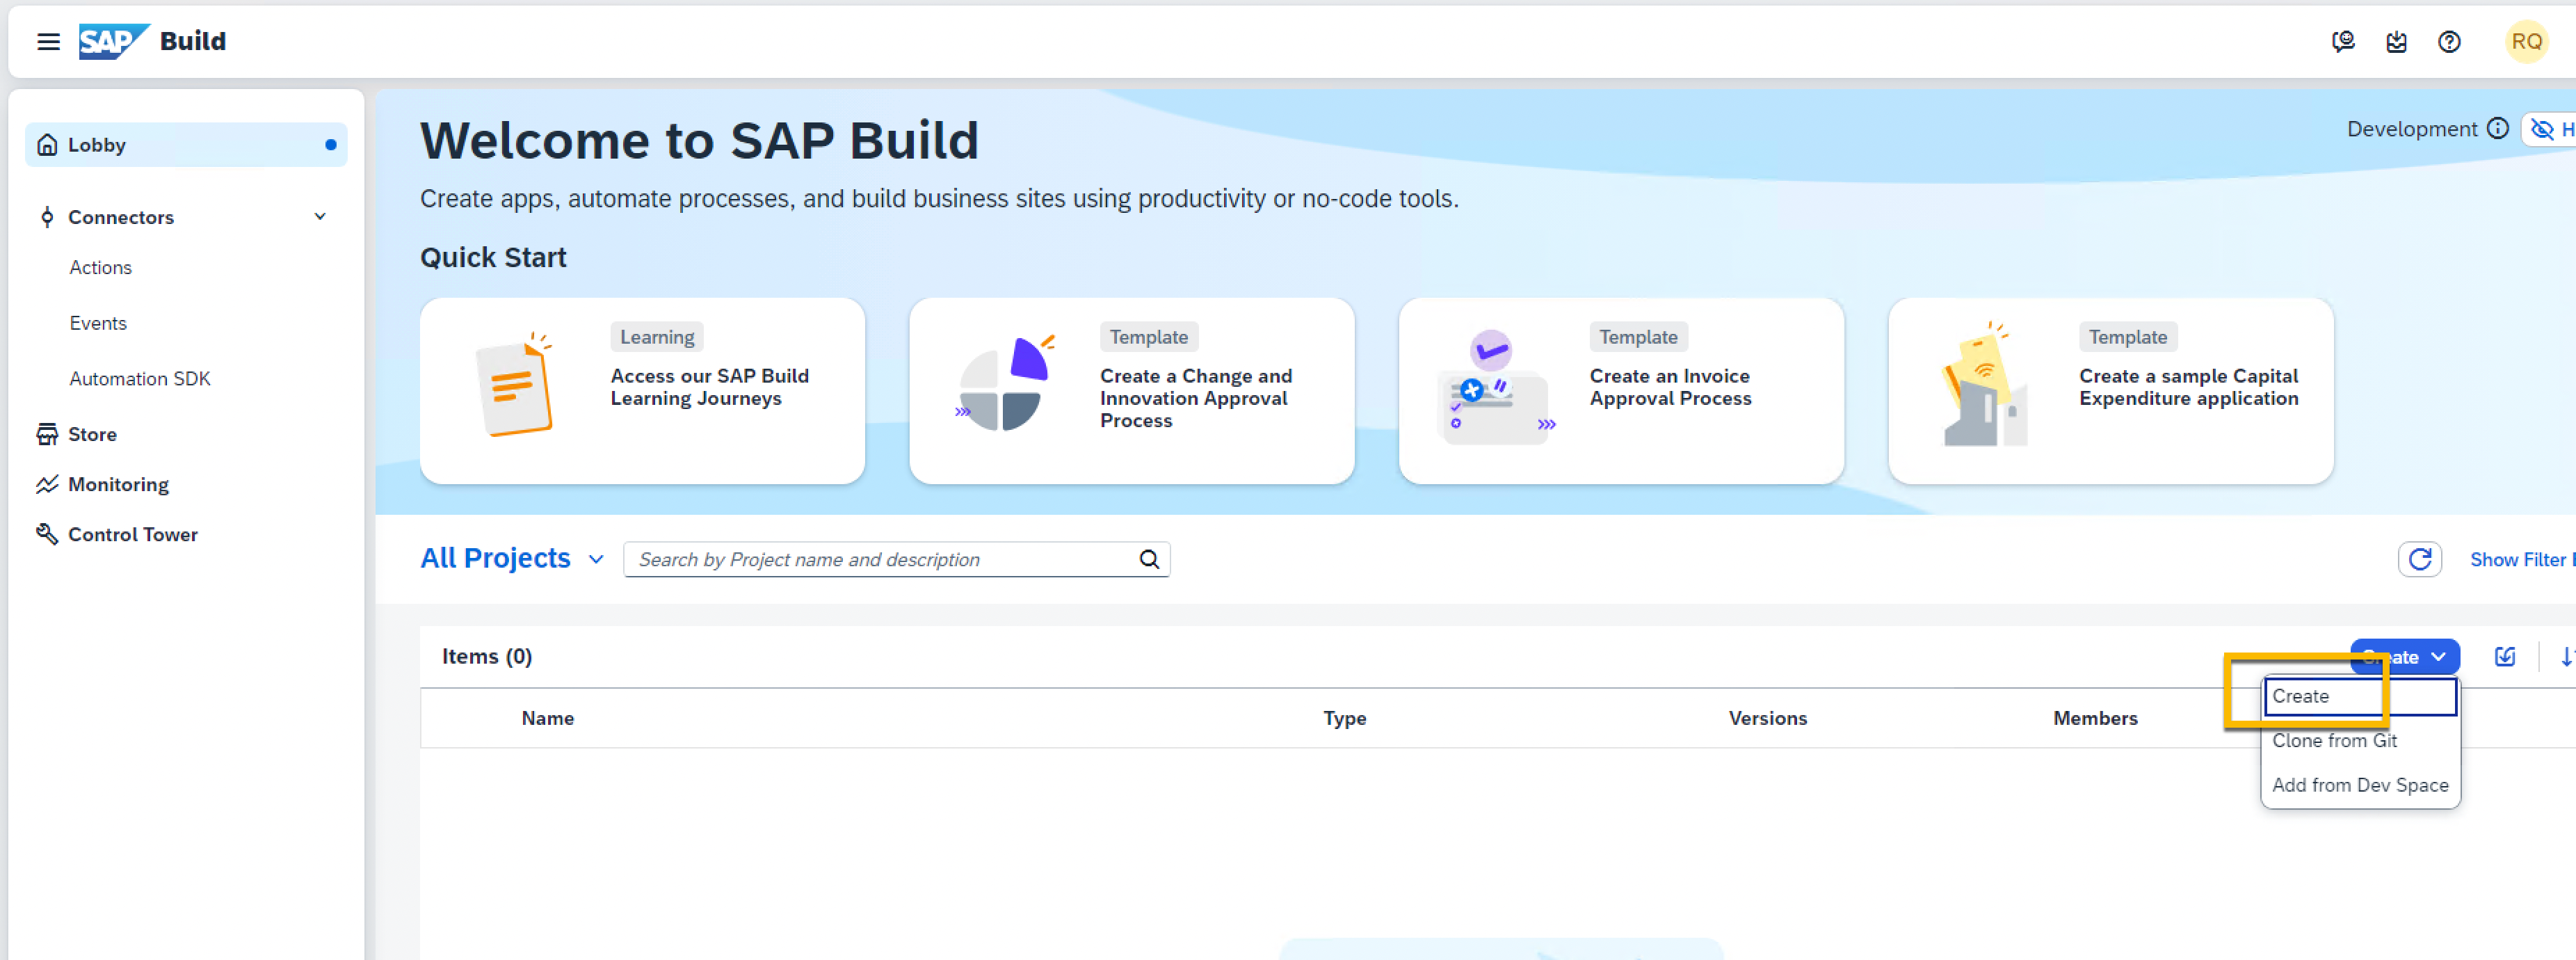 SAP Build
RQ
Lobby
Connectors
Actions
Events
Automation SDK
Store
Monitoring
Control Tower
Welcome to SAP Build
Development
Create apps, automate processes, and build business sites using productivity or no-code tools.
Quick Start
Learning
Access our SAP Build
Learning Journeys
Template
Create a Change and
Innovation Approval
Process
Template
Create an Invoice
Approval Process
Template
Create a sample Capital
Expenditure application
All Projects
Search by Project name and description
Show Filter
Items (0)
Create
Name
Type
Versions
Members
Create
Clone from Git
Add from Dev Space